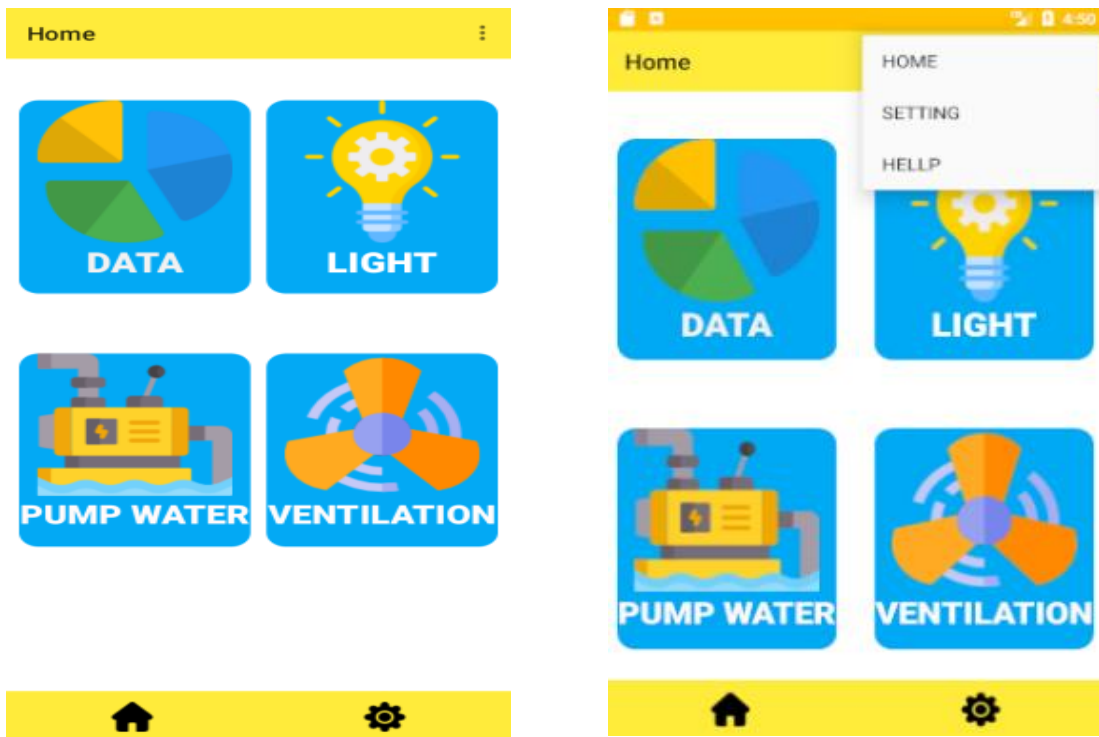 Home
DATA
LIGHT
PUMP WATER
VENTILATION
4:50
Home
HOME
SETTING
HELLP
DATA
LIGHT
PUMP WATER
VENTILATION